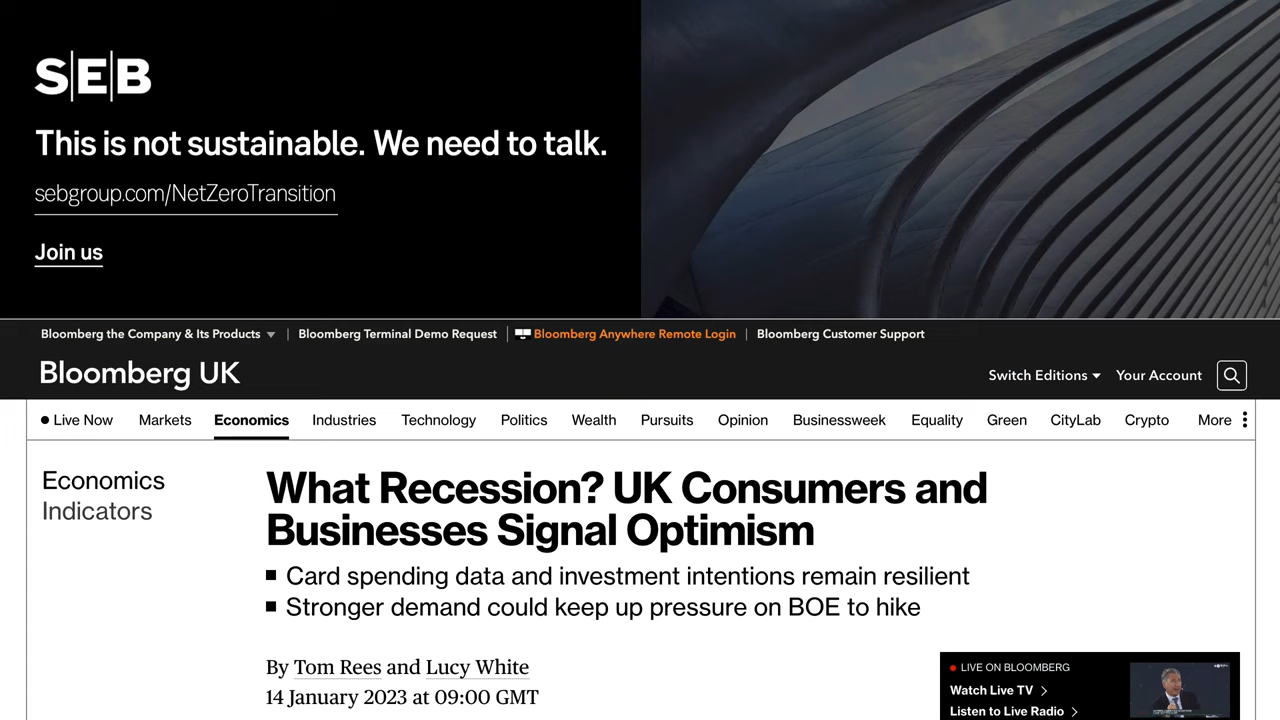 S|E|B
This is not sustainable. We need to talk.
sebgroup.com/NetZeroTransition
Join us
Bloomberg the Company & Its Products | Bloomberg Terminal Demo Request | Bloomberg Anywhere Remote Login | Bloomberg Customer Support
Bloomberg UK
Switch Editions Your Account
Live Now Markets Economics Industries Technology Politics Wealth Pursuits Opinion Businessweek Equality Green CityLab Crypto More
Economics
Indicators
What Recession? UK Consumers and
Businesses Signal Optimism
Card spending data and investment intentions remain resilient
Stronger demand could keep up pressure on BOE to hike
By Tom Rees and Lucy White
14 January 2023 at 09:00 GMT
LIVE ON BLOOMBERG
Watch Live TV
Listen to Live Radio